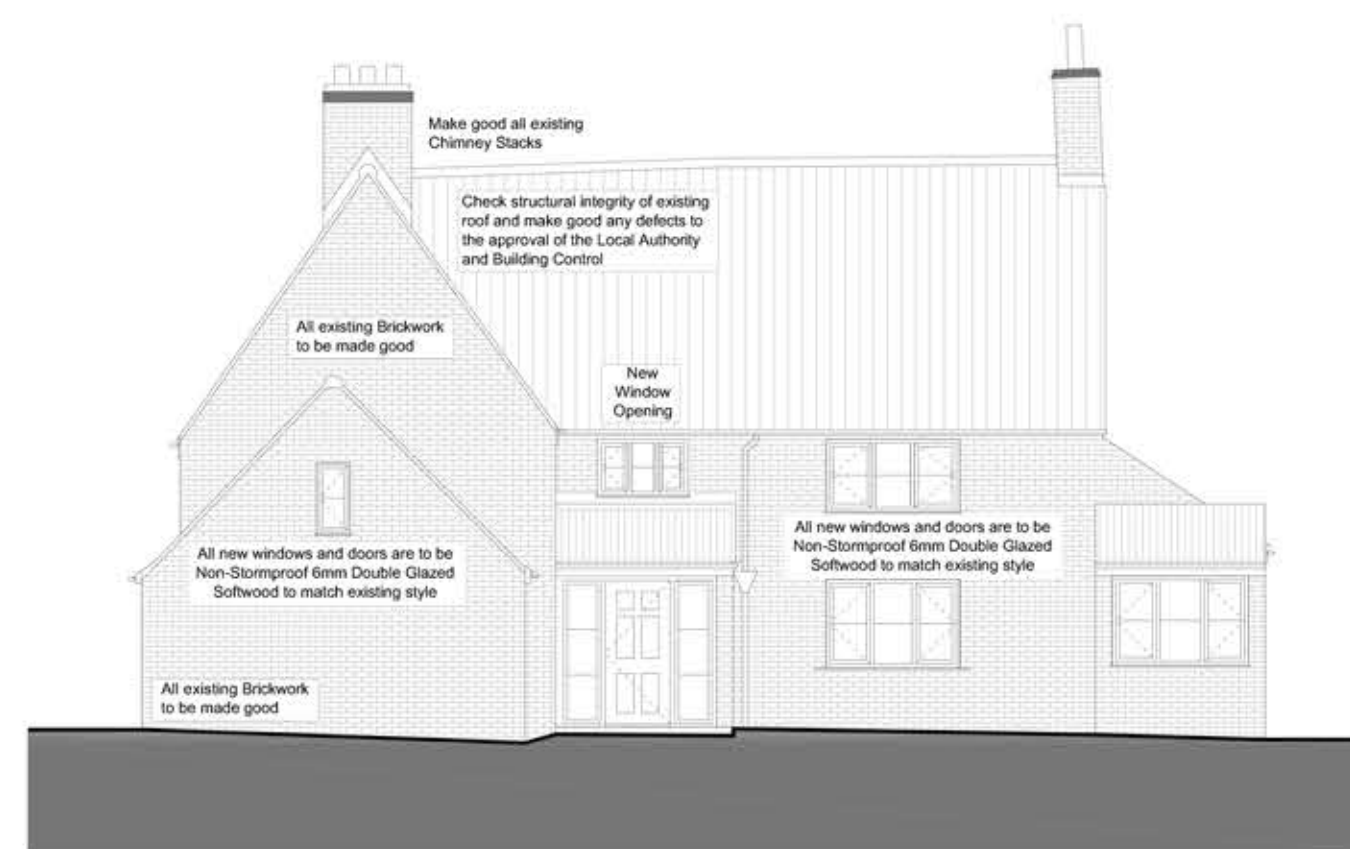 Make good all existing
Chimney Stacks
Check structural integrity of existing
roof and make good any defects to
the approval of the Local Authority
and Building Control
All existing Brickwork
to be made good
New
Window
Opening
All new windows and doors are to be
Non-Stormproof 6mm Double Glazed
Softwood to match existing style
All new windows and doors are to be
Non-Stormproof 6mm Double Glazed
Softwood to match existing style
All existing Brickwork
to be made good